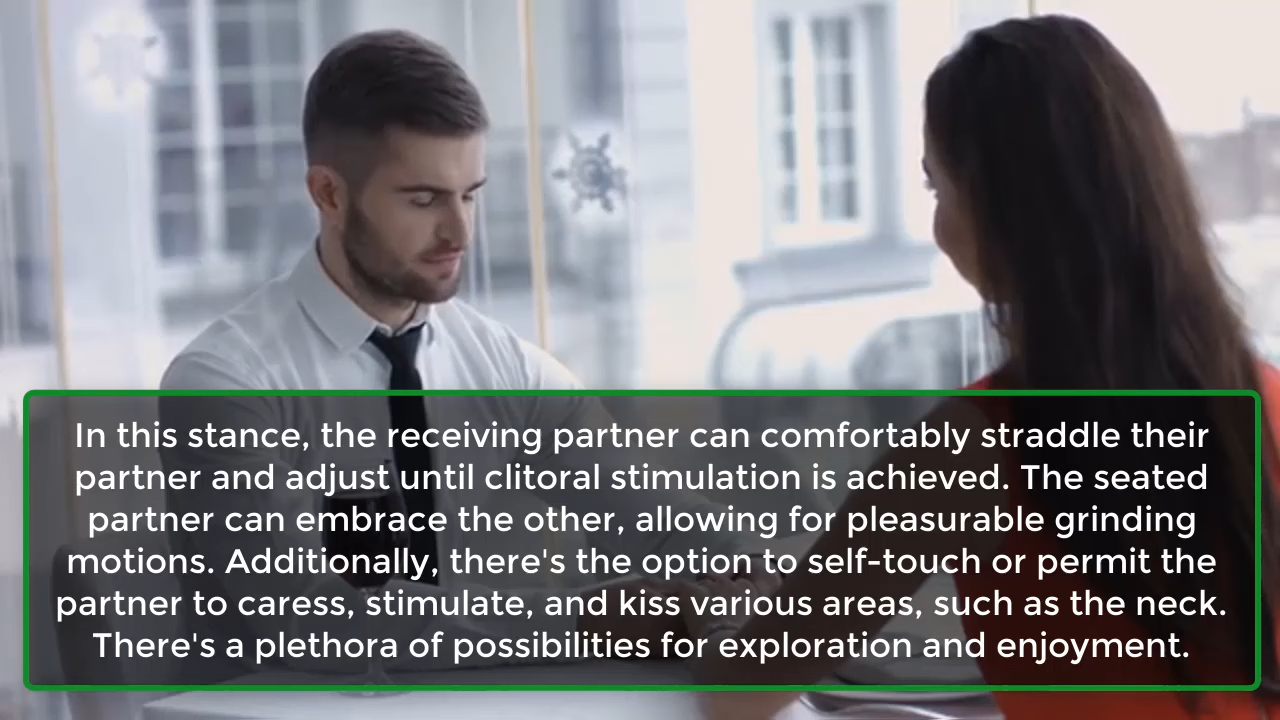 In this stance, the receiving partner can comfortably straddle their
partner and adjust until clitoral stimulation is achieved. The seated
partner can embrace the other, allowing for pleasurable grinding
motions. Additionally, there's the option to self-touch or permit the
partner to caress, stimulate, and kiss various areas, such as the neck.
There's a plethora of possibilities for exploration and enjoyment.